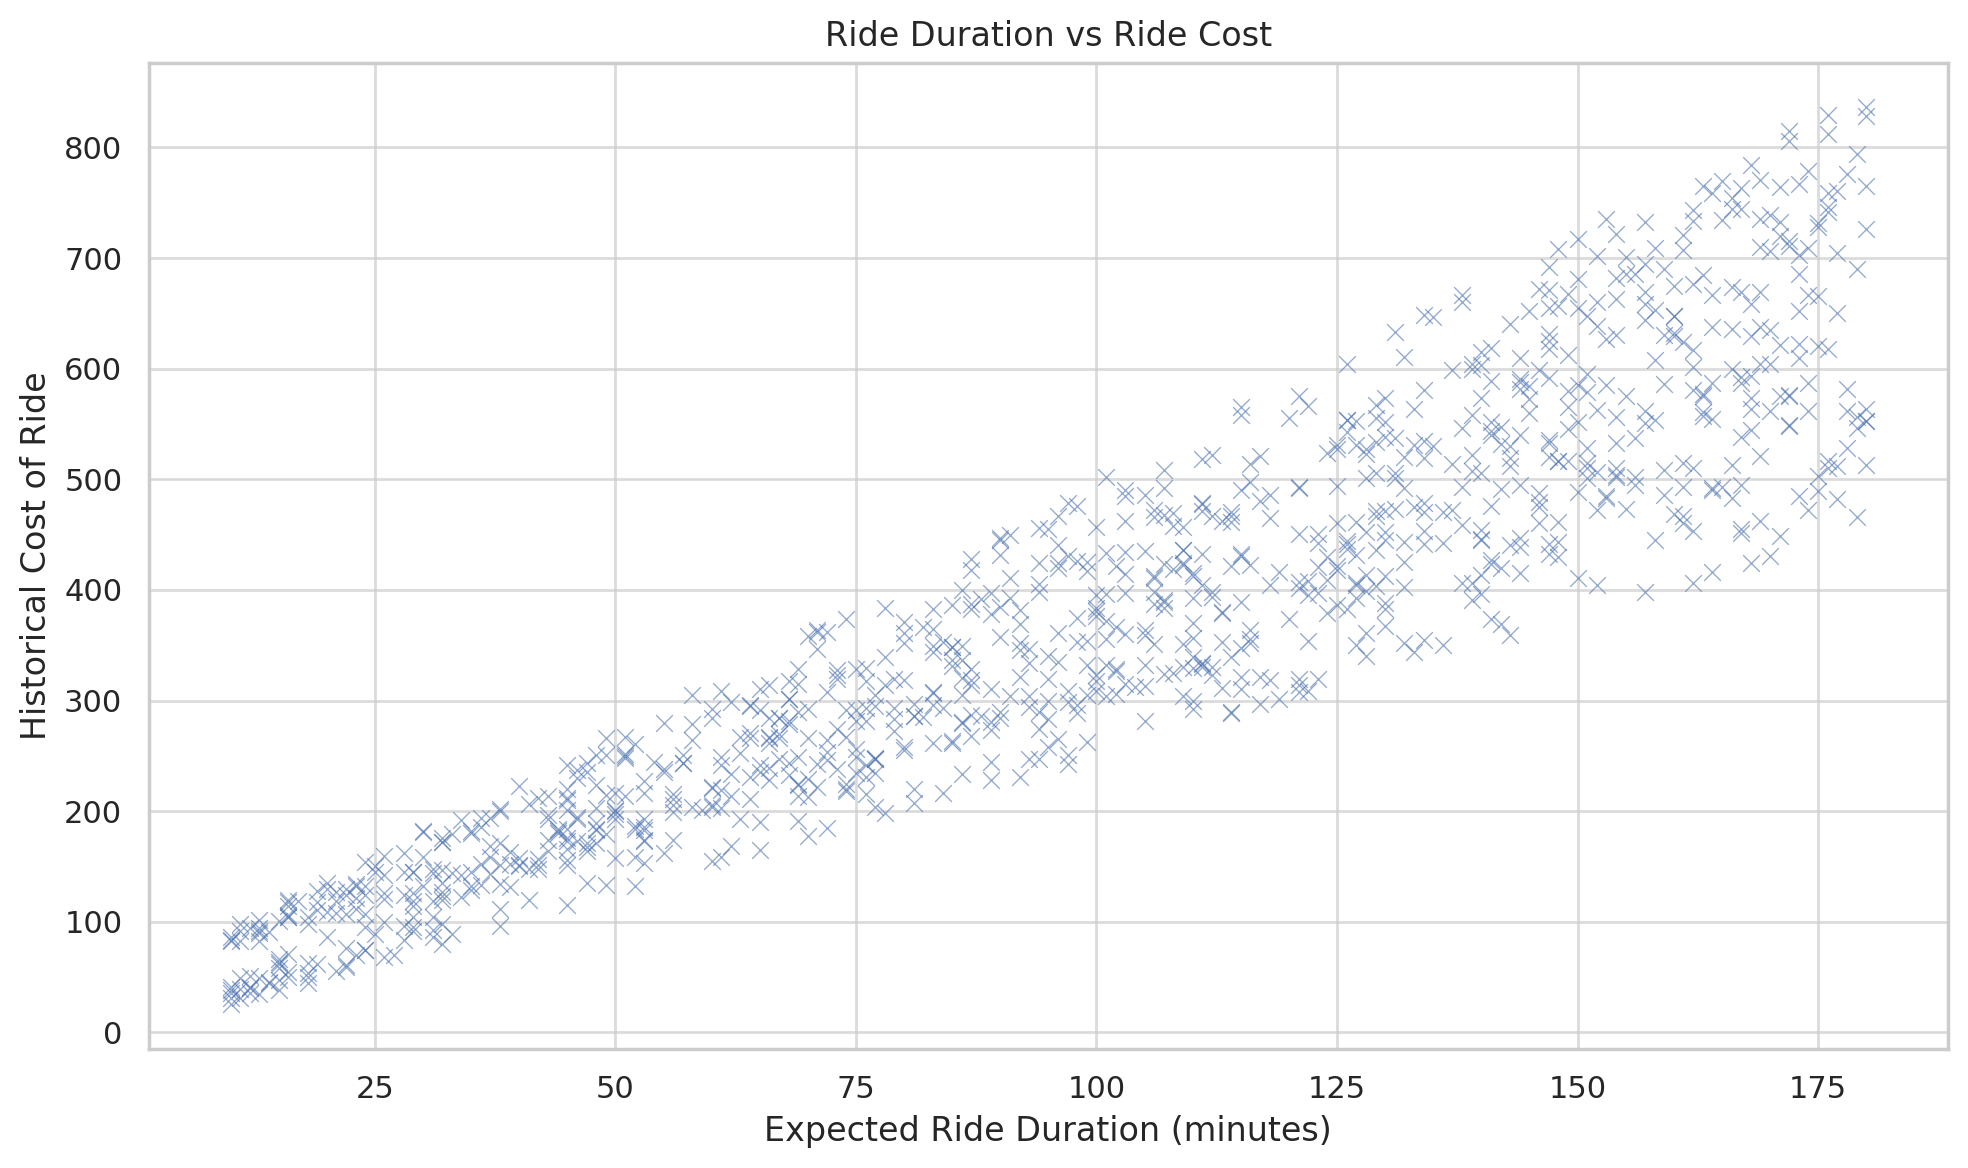 Ride Duration vs Ride Cost
Historical Cost of Ride
800
700
600
500
400
300
200
100
0
25 50 75 100 125 150 175
Expected Ride Duration (minutes)